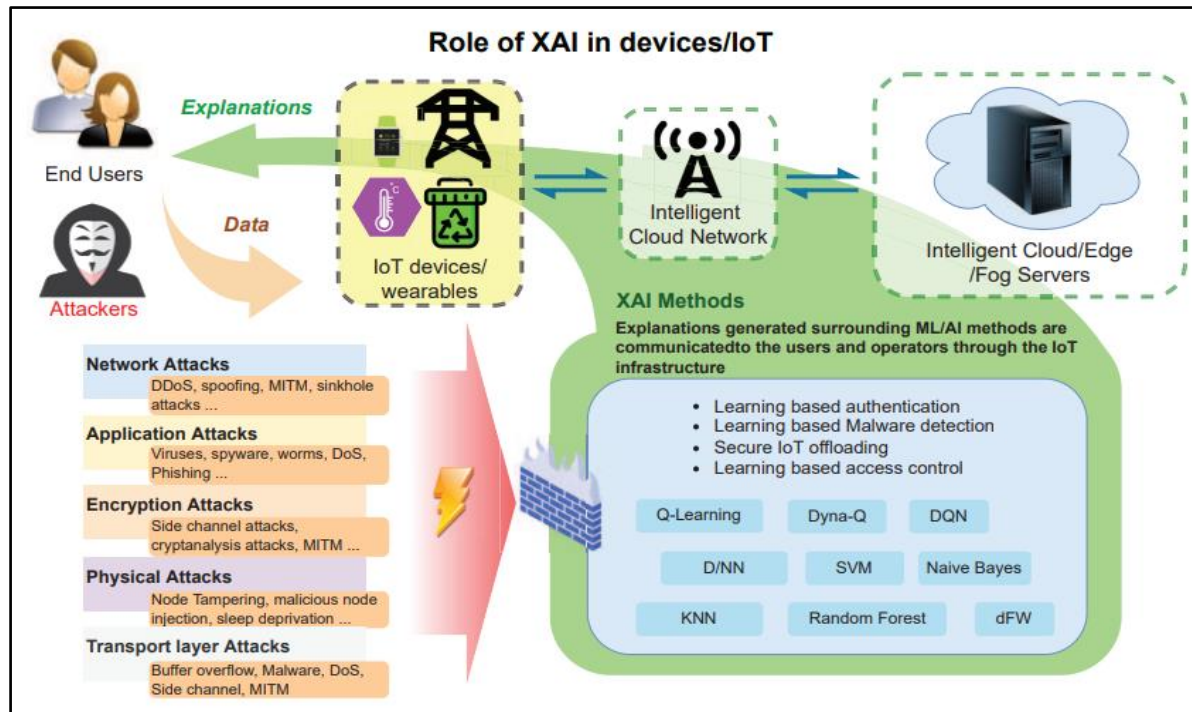 Role of XAI in devices/IoT
Explanations
End Users
Data
Attackers
°C
IoT devices/
wearables
Intelligent
Cloud Network
Intelligent Cloud/Edge
/Fog Servers
XAI Methods
Explanations generated surrounding ML/AI methods are
communicatedto the users and operators through the IoT
infrastructure
• Learning based authentication
• Learning based Malware detection
• Secure IoT offloading
• Learning based access control
Q-Learning
Dyna-Q
DQN
D/NN
SVM
Naive Bayes
KNN
Random Forest
dFW
Network Attacks
DDoS, spoofing, MITM, sinkhole
attacks ...
Application Attacks
Viruses, spyware, worms, DoS,
Phishing ...
Encryption Attacks
Side channel attacks,
cryptanalysis attacks, MITM ...
Physical Attacks
Node Tampering, malicious node
injection, sleep deprivation ...
Transport layer Attacks
Buffer overflow, Malware, DoS,
Side channel, MITM